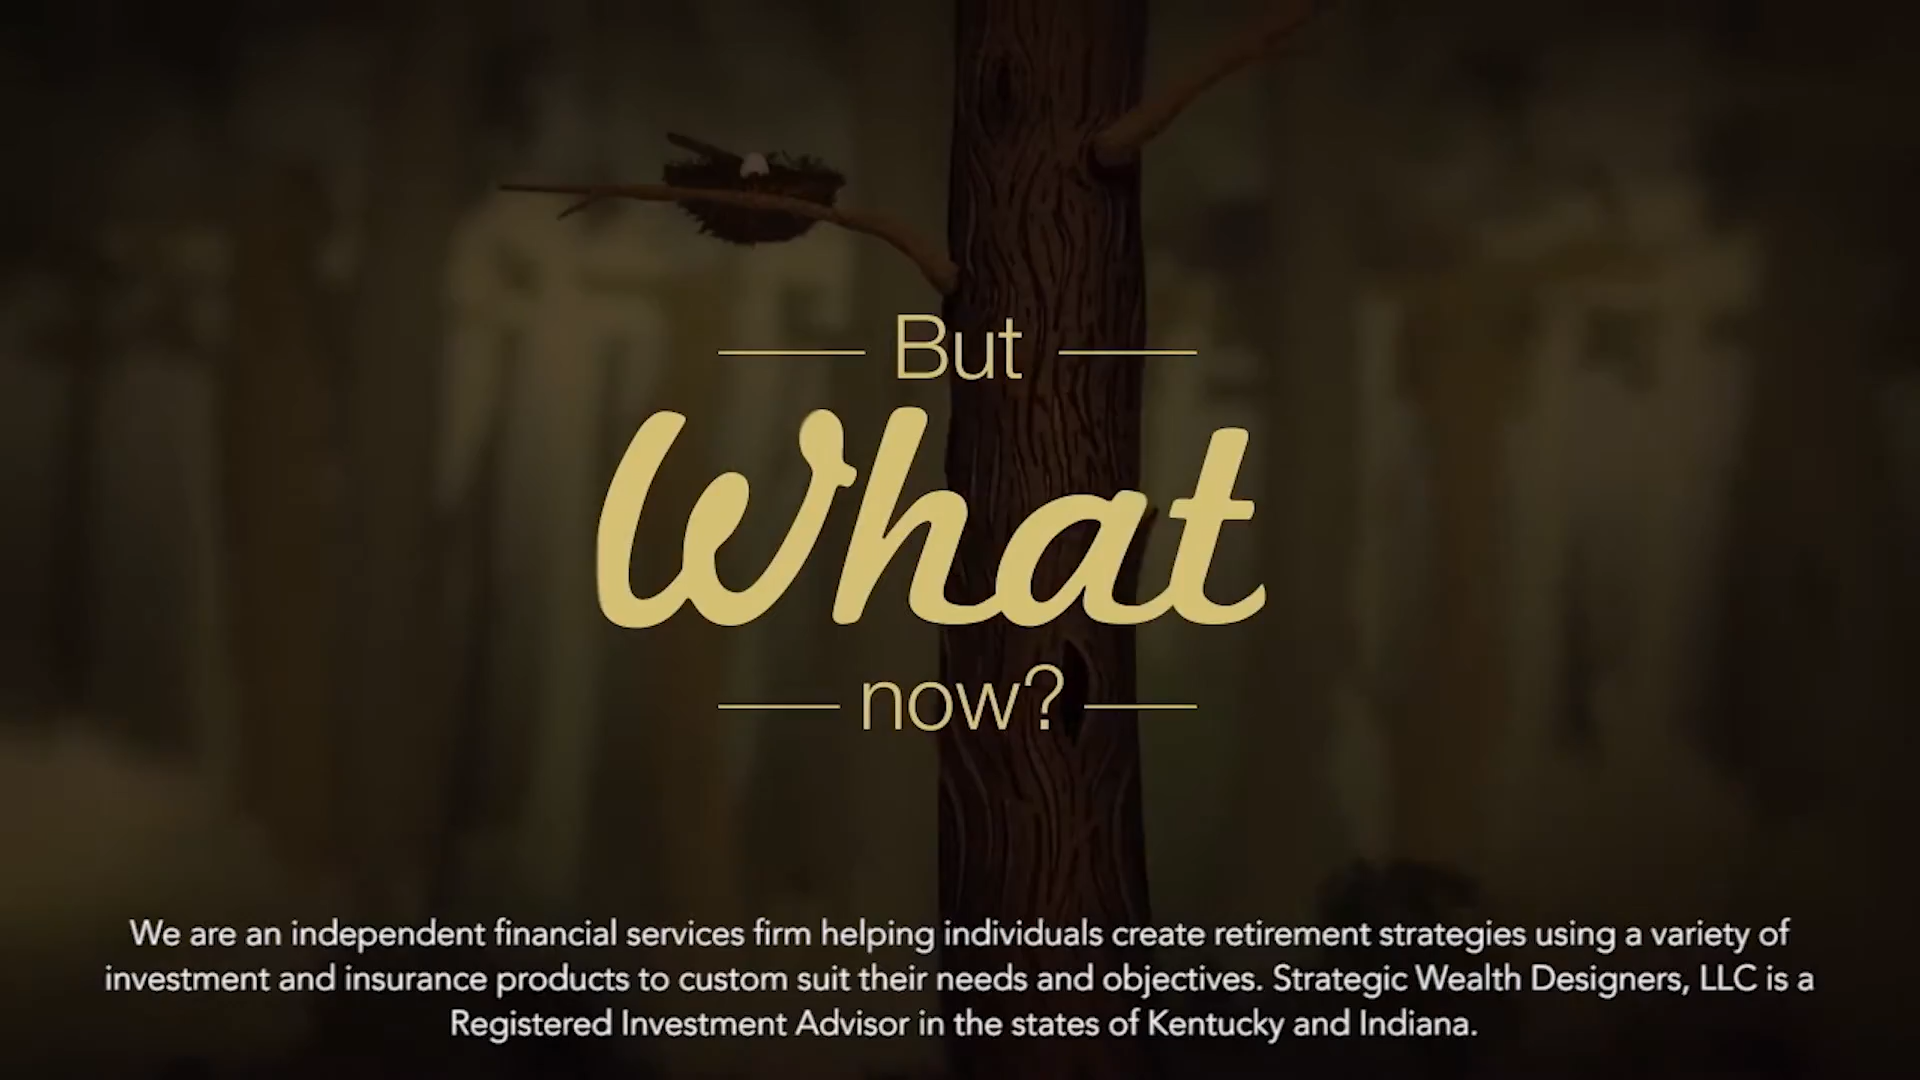 But
What
now?
We are an independent financial services firm helping individuals create retirement strategies using a variety of
investment and insurance products to custom suit their needs and objectives. Strategic Wealth Designers, LLC is a
Registered Investment Advisor in the states of Kentucky and Indiana.